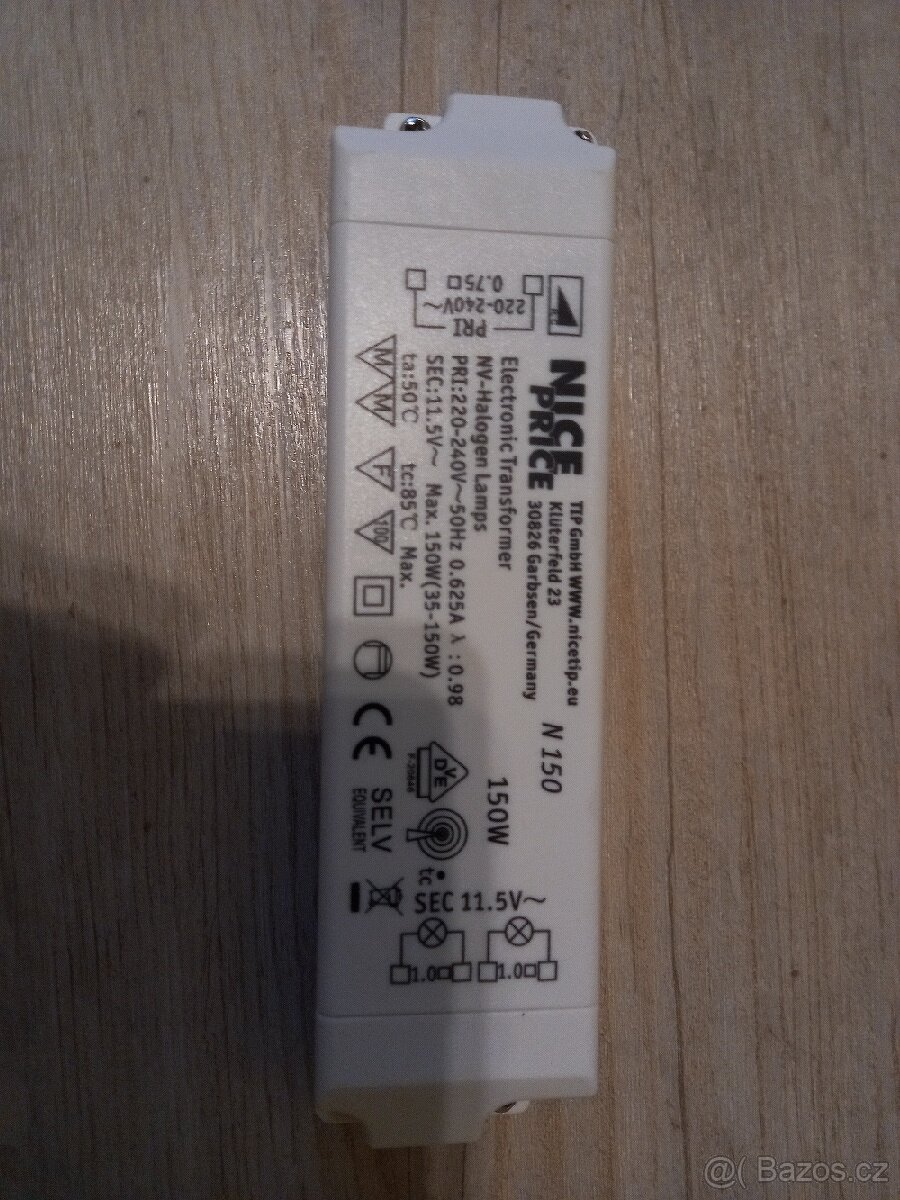 PRI
220-240V~
0.75
NICE
PRICE
TIP GmbH WWW.nicetip.eu
Klüterfeld 23
30826 Garbsen/Germany
N 150
Electronic Transformer
NV-Halogen Lamps
150W
PRI:220-240V~50Hz 0.625A λ:0.98
SEC:11.5V~ Max. 150W(35-150W)
ta:50℃ tc:85℃ Max.
M M F 100
CE
SELV
EQUIVALENT
DVE
tc
SEC 11.5V~
1.0
1.0
@( Bazos.cz